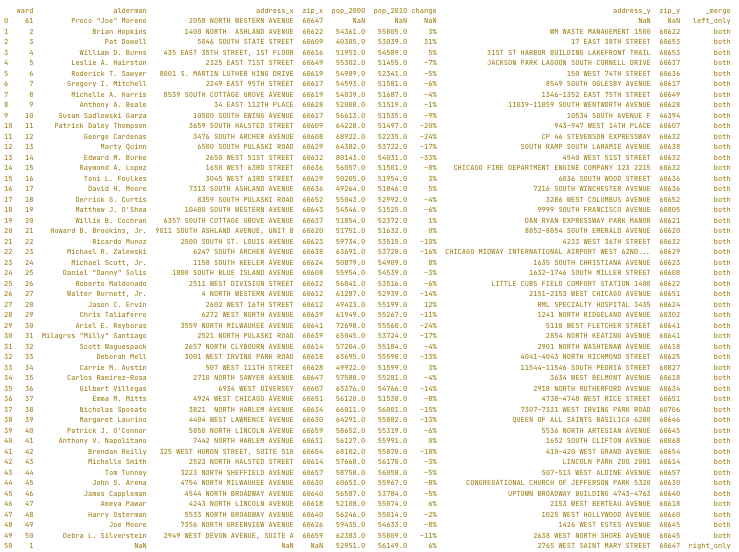 ward alderman address_x zip_x pop_2000 pop_2010 change address_y zip_y _merge
0 61 Proco "Joe" Moreno 2058 NORTH WESTERN AVENUE 60647 NaN NaN NaN NaN NaN left_only
1 2 Brian Hopkins 1400 NORTH ASHLAND AVENUE 60622 54361.0 55805.0 3% WM WASTE MANAGEMENT 1500 60622 both
2 3 Pat Dowell 5046 SOUTH STATE STREET 60609 40385.0 53039.0 31% 17 EAST 38TH STREET 60653 both
3 4 William D. Burns 435 EAST 35TH STREET, 1ST FLOOR 60616 51953.0 54589.0 5% 31ST ST HARBOR BUILDING LAKEFRONT TRAIL 60653 both
4 5 Leslie A. Hairston 2325 EAST 71ST STREET 60649 55302.0 51455.0 -7% JACKSON PARK LAGOON SOUTH CORNELL DRIVE 60637 both
5 6 Roderick T. Sawyer 8001 S. MARTIN LUTHER KING DRIVE 60619 54989.0 52341.0 -5% 150 WEST 74TH STREET 60636 both
6 7 Gregory I. Mitchell 2249 EAST 95TH STREET 60617 54593.0 51581.0 -6% 8549 SOUTH OGLESBY AVENUE 60617 both
7 8 Michelle A. Harris 8539 SOUTH COTTAGE GROVE AVENUE 60619 54039.0 51687.0 -4% 1346-1352 EAST 75TH STREET 60649 both
8 9 Anthony A. Beale 34 EAST 112TH PLACE 60628 52008.0 51519.0 -1% 11039-11059 SOUTH WENTWORTH AVENUE 60628 both
9 10 Susan Sadlowski Garza 10500 SOUTH EWING AVENUE 60617 56613.0 51535.0 -9% 10534 SOUTH AVENUE F 46394 both
10 11 Patrick Daley Thompson 3659 SOUTH HALSTED STREET 60609 64228.0 51497.0 -20% 943-947 WEST 14TH PLACE 60607 both
11 12 George Cardenas 3476 SOUTH ARCHER AVENUE 60608 68922.0 52235.0 -24% CP 46 STEVENSON EXPRESSWAY 60632 both
12 13 Marty Quinn 6500 SOUTH PULASKI ROAD 60629 64382.0 53722.0 -17% SOUTH RAMP SOUTH LARAMIE AVENUE 60638 both
13 14 Edward M. Burke 2650 WEST 51ST STREET 60632 80143.0 54031.0 -33% 4540 WEST 51ST STREET 60632 both
14 15 Raymond A. Lopez 1650 WEST 63RD STREET 60636 56057.0 51501.0 -8% CHICAGO FIRE DEPARTMENT ENGINE COMPANY 123 2215 60632 both
15 16 Toni L. Foulkes 3045 WEST 63RD STREET 60629 50205.0 51954.0 3% 6036 SOUTH WOOD STREET 60636 both
16 17 David H. Moore 7313 SOUTH ASHLAND AVENUE 60636 49264.0 51846.0 5% 7216 SOUTH WINCHESTER AVENUE 60636 both
17 18 Derrick G. Curtis 8359 SOUTH PULASKI ROAD 60652 55043.0 52992.0 -4% 3286 WEST COLUMBUS AVENUE 60652 both
18 19 Matthew J. O'Shea 10400 SOUTH WESTERN AVENUE 60643 54546.0 51525.0 -6% 9999 SOUTH FRANCISCO AVENUE 60805 both
19 20 Willie B. Cochran 6357 SOUTH COTTAGE GROVE AVENUE 60637 51854.0 52372.0 1% DAN RYAN EXPRESSWAY PARK MANOR 60621 both
20 21 Howard B. Brookins, Jr. 9011 SOUTH ASHLAND AVENUE, UNIT B 60620 51751.0 51632.0 0% 8852-8854 SOUTH EMERALD AVENUE 60620 both
21 22 Ricardo Munoz 2500 SOUTH ST. LOUIS AVENUE 60623 59734.0 53515.0 -10% 4233 WEST 36TH STREET 60632 both
22 23 Michael R. Zalewski 6247 SOUTH ARCHER AVENUE 60638 63691.0 53728.0 -16% CHICAGO MIDWAY INTERNATIONAL AIRPORT WEST 62ND... 60629 both
23 24 Michael Scott, Jr. 1158 SOUTH KEELER AVENUE 60624 50879.0 54909.0 8% 1635 SOUTH CHRISTIANA AVENUE 60623 both
24 25 Daniel "Danny" Solis 1800 SOUTH BLUE ISLAND AVENUE 60608 55954.0 54539.0 -3% 1632-1746 SOUTH MILLER STREET 60608 both
25 26 Roberto Maldonado 2511 WEST DIVISION STREET 60622 56841.0 53516.0 -6% LITTLE CUBS FIELD COMFORT STATION 1400 60622 both
26 27 Walter Burnett, Jr. 4 NORTH WESTERN AVENUE 60612 61287.0 52939.0 -14% 2151-2153 WEST CHICAGO AVENUE 60651 both
27 28 Jason C. Ervin 2602 WEST 16TH STREET 60612 49423.0 55199.0 12% RML SPECIALTY HOSPITAL 3435 60624 both
28 29 Chris Taliaferro 6272 WEST NORTH AVENUE 60639 61949.0 55267.0 -11% 1241 NORTH RIDGELAND AVENUE 60302 both
29 30 Ariel E. Reyboras 3559 NORTH MILWAUKEE AVENUE 60641 72698.0 55560.0 -24% 5118 WEST FLETCHER STREET 60641 both
30 31 Milagros "Milly" Santiago 2521 NORTH PULASKI ROAD 60639 65045.0 53724.0 -17% 2854 NORTH KEATING AVENUE 60641 both
31 32 Scott Waguespack 2657 NORTH CLYBOURN AVENUE 60614 57204.0 55184.0 -4% 2901 NORTH WASHTENAW AVENUE 60618 both
32 33 Deborah Mell 3001 WEST IRVING PARK ROAD 60618 63695.0 55598.0 -13% 4041-4043 NORTH RICHMOND STREET 60625 both
33 34 Carrie M. Austin 507 WEST 111TH STREET 60628 49922.0 51599.0 3% 11544-11546 SOUTH PEORIA STREET 60827 both
34 35 Carlos Ramirez-Rosa 2710 NORTH SAWYER AVENUE 60647 57588.0 55281.0 -4% 3634 WEST BELMONT AVENUE 60618 both
35 36 Gilbert Villegas 6934 WEST DIVERSEY 60607 63376.0 54766.0 -14% 2918 NORTH RUTHERFORD AVENUE 60634 both
36 37 Emma M. Mitts 4924 WEST CHICAGO AVENUE 60651 56120.0 51538.0 -8% 4738-4748 WEST RICE STREET 60651 both
37 38 Nicholas Sposato 3821 NORTH HARLEM AVENUE 60634 66011.0 56001.0 -15% 7307-7331 WEST IRVING PARK ROAD 60706 both
38 39 Margaret Laurino 4404 WEST LAWRENCE AVENUE 60630 64291.0 55882.0 -13% QUEEN OF ALL SAINTS BASILICA 6280 60646 both
39 40 Patrick J. O'Connor 5850 NORTH LINCOLN AVENUE 60659 58652.0 55319.0 -6% 5536 NORTH ARTESIAN AVENUE 60645 both
40 41 Anthony V. Napolitano 7442 NORTH HARLEM AVENUE 60631 56127.0 55991.0 0% 1652 SOUTH CLIFTON AVENUE 60068 both
41 42 Brendan Reilly 325 WEST HURON STREET, SUITE 510 60654 68102.0 55870.0 -18% 410-420 WEST GRAND AVENUE 60654 both
42 43 Michelle Smith 2523 NORTH HALSTED STREET 60614 57668.0 56170.0 -3% LINCOLN PARK ZOO 2001 60614 both
43 44 Tom Tunney 3223 NORTH SHEFFIELD AVENUE 60657 58758.0 56058.0 -5% 507-513 WEST ALDINE AVENUE 60657 both
44 45 John S. Arena 4754 NORTH MILWAUKEE AVENUE 60630 60653.0 55967.0 -8% CONGREGATIONAL CHURCH OF JEFFERSON PARK 5320 60630 both
45 46 James Cappleman 4544 NORTH BROADWAY AVENUE 60640 56587.0 53784.0 -5% UPTOWN BROADWAY BUILDING 4743-4763 60640 both
46 47 Ameya Pawar 4243 NORTH LINCOLN AVENUE 60618 52108.0 55074.0 6% 2153 WEST BERTEAU AVENUE 60618 both
47 48 Harry Osterman 5533 NORTH BROADWAY AVENUE 60640 56246.0 55014.0 -2% 1025 WEST HOLLYWOOD AVENUE 60660 both
48 49 Joe Moore 7356 NORTH GREENVIEW AVENUE 60626 59435.0 54633.0 -8% 1426 WEST ESTES AVENUE 60645 both
49 50 Debra L. Silverstein 2949 WEST DEVON AVENUE, SUITE A 60659 62383.0 55809.0 -11% 2638 WEST NORTH SHORE AVENUE 60645 both
50 1 NaN NaN NaN 52951.0 56149.0 6% 2765 WEST SAINT MARY STREET 60647 right_only